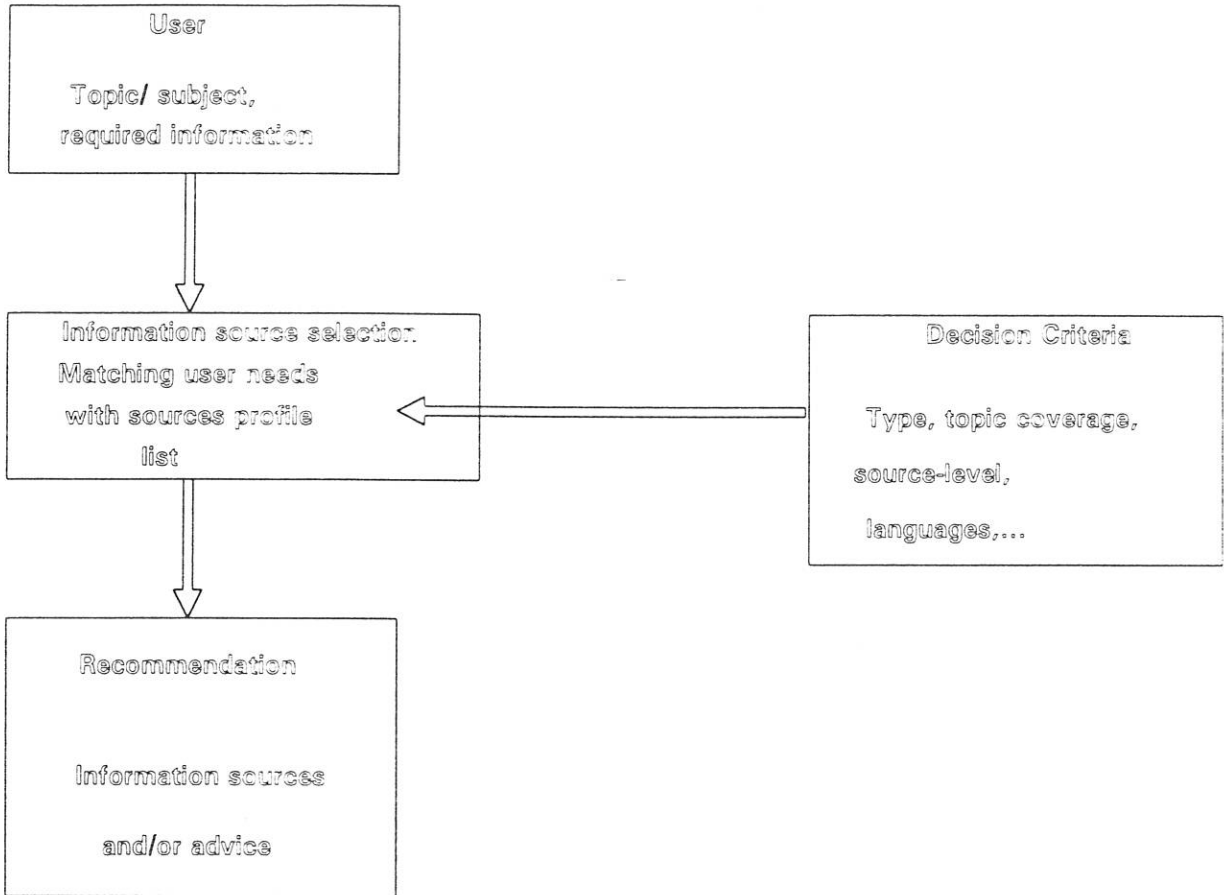 User
Topic/ subject,
required information
Information source selection
Matching user needs
with sources profile
list
Decision Criteria
Type, topic coverage,
source-level,
languages,...
Recommendation
Information sources
and/or advice